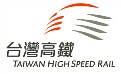 台灣高鐵
TAIWAN HIGH SPEED RAIL